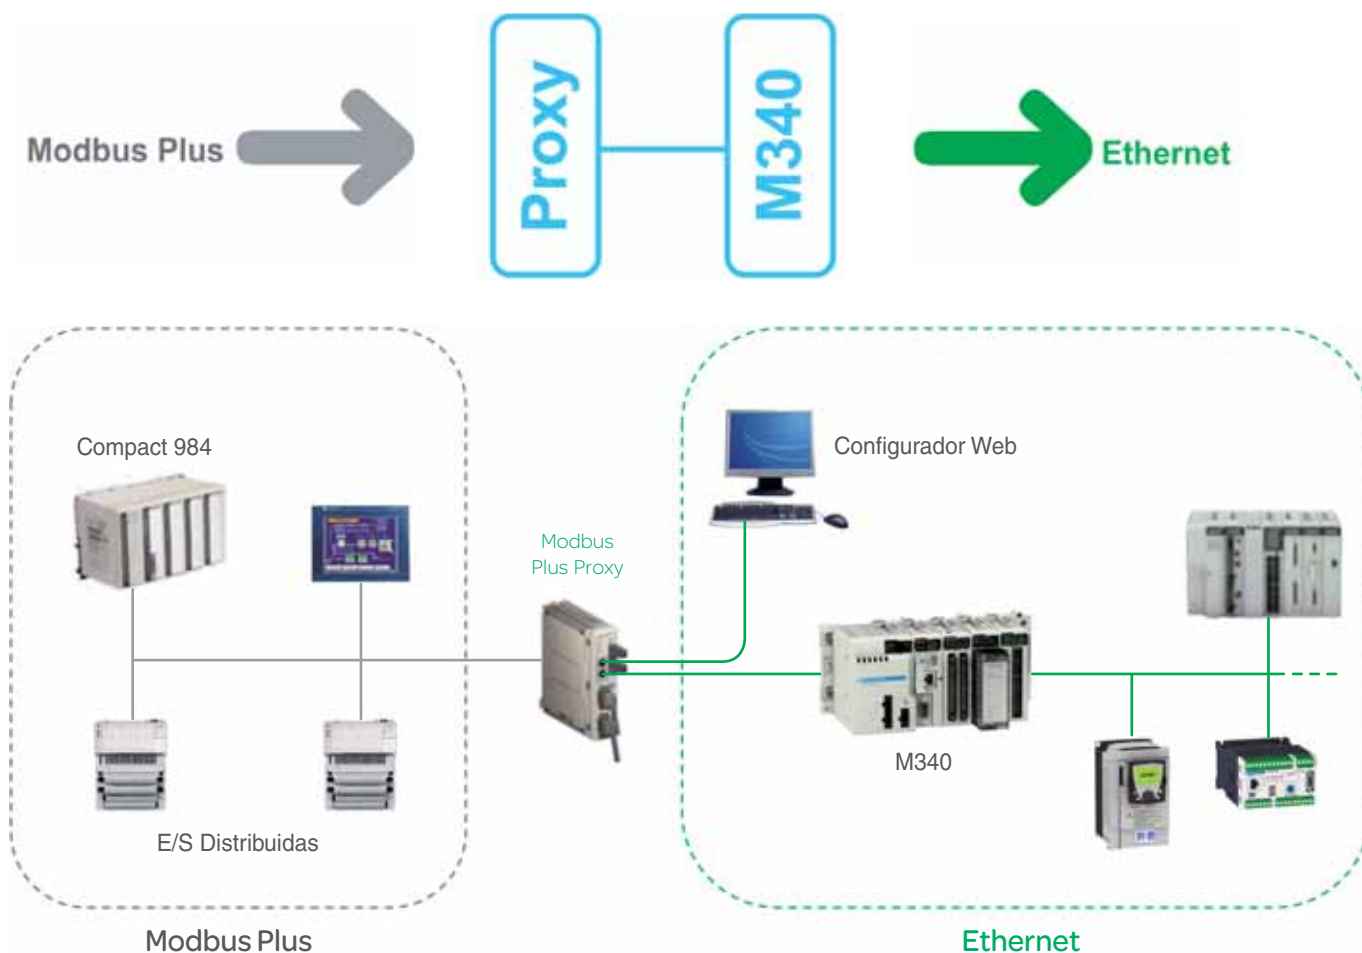 Modbus Plus
Proxy
M340
Ethernet
Compact 984
Configurador Web
Modbus
Plus Proxy
M340
E/S Distribuidas
Modbus Plus
Ethernet